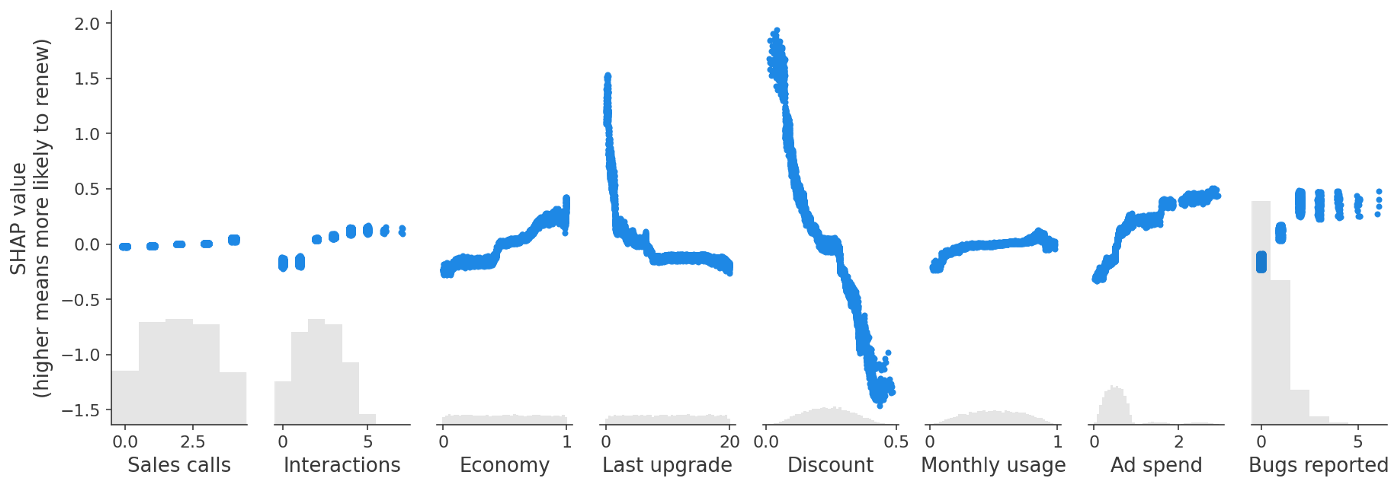 SHAP value
(higher means more likely to renew)
2.0
1.5
1.0
0.5
0.0
−0.5
−1.0
−1.5
0.0 2.5
Sales calls
0 5
Interactions
0 1
Economy
0 20
Last upgrade
0.0 0.5
Discount
0 1
Monthly usage
0 2
Ad spend
0 5
Bugs reported